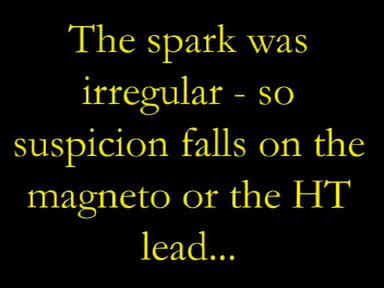 The spark was
irregular - so
suspicion falls on the
magneto or the HT
lead...